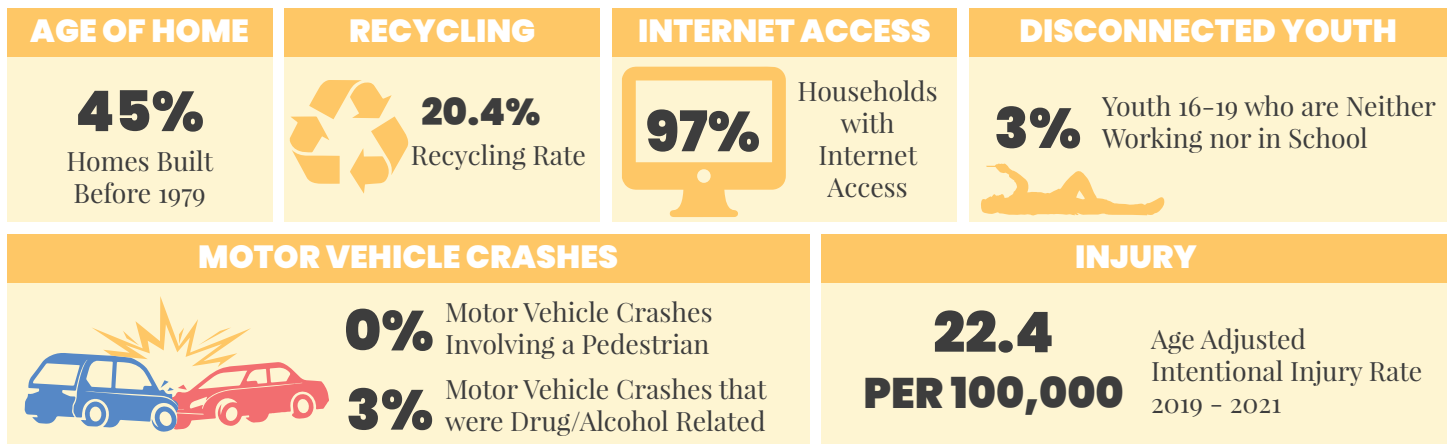 AGE OF HOME
45%
Homes Built
Before 1979
RECYCLING
20.4%
Recycling Rate
INTERNET ACCESS
97%
Households
with
Internet
Access
DISCONNECTED YOUTH
3%
Youth 16-19 who are Neither
Working nor in School
MOTOR VEHICLE CRASHES
0%
Motor Vehicle Crashes
Involving a Pedestrian
3%
Motor Vehicle Crashes that
were Drug/Alcohol Related
INJURY
22.4
PER 100,000
Age Adjusted
Intentional Injury Rate
2019 - 2021